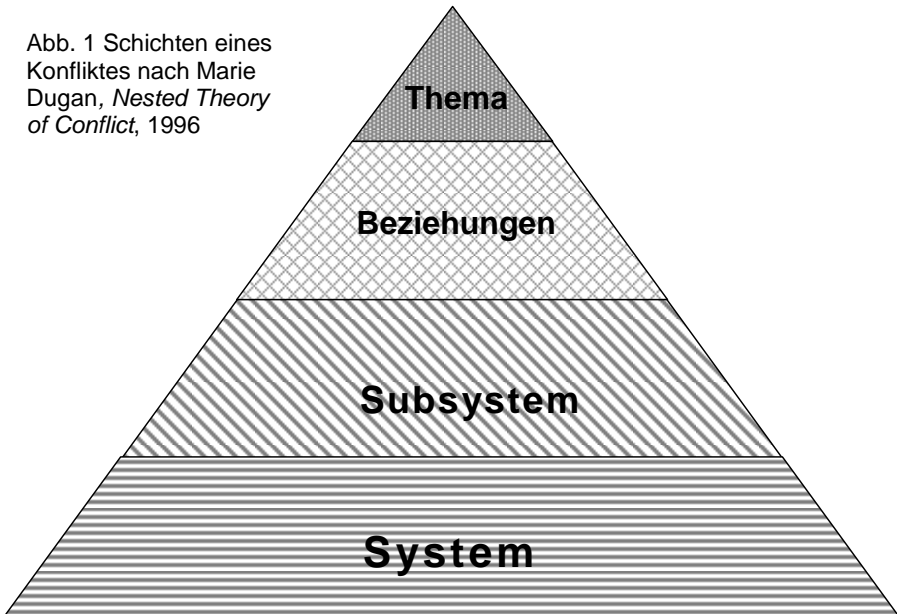 Abb. 1 Schichten eines
Konfliktes nach Marie
Dugan, Nested Theory
of Conflict, 1996
Thema
Beziehungen
Subsystem
System